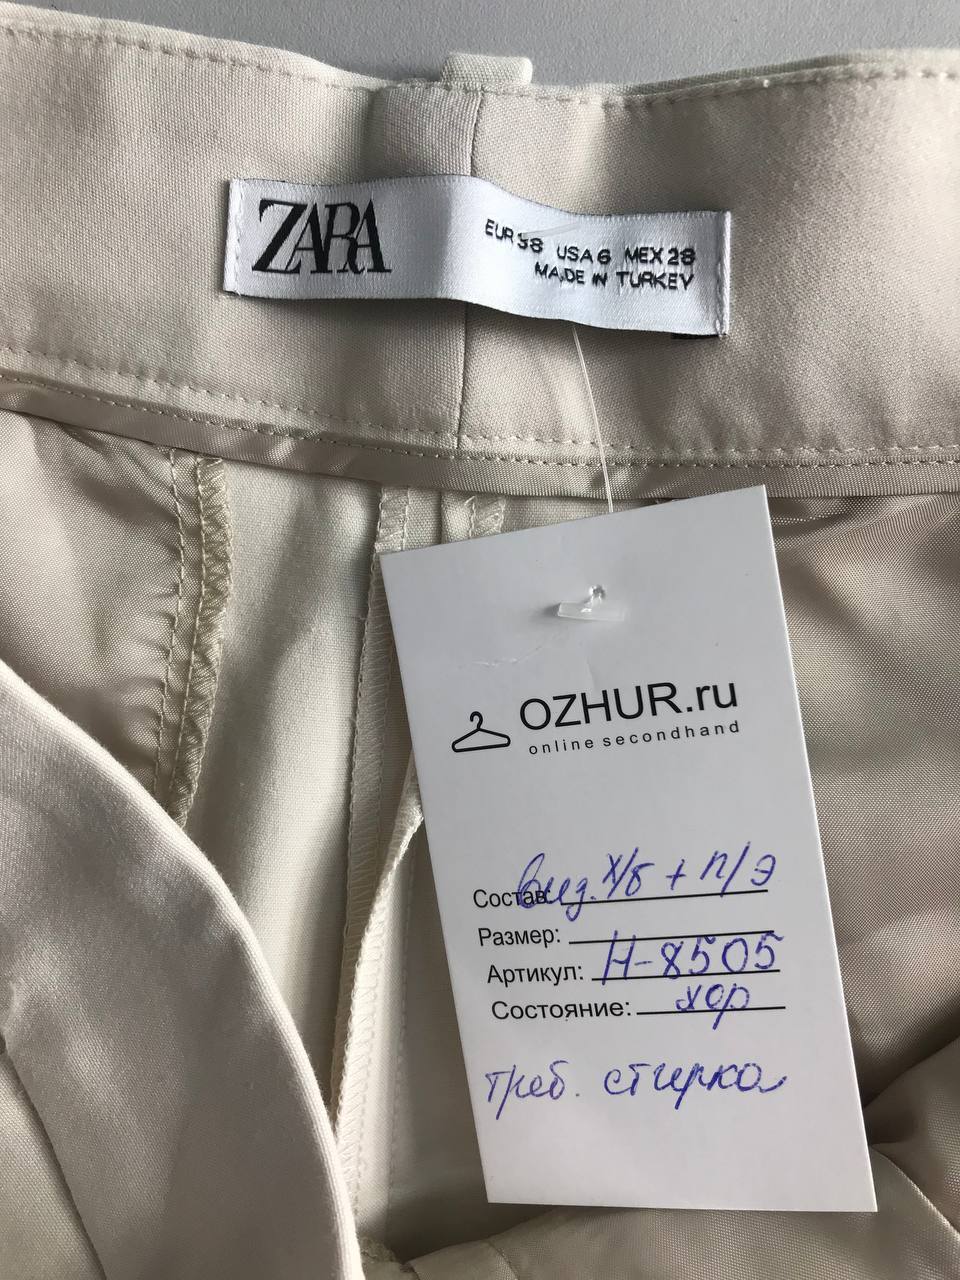 ZARA
EUR 38 USA 6 MEX 28
MADE IN TURKEY
OZHUR.ru
online secondhand
Состав: виз. х/б + п/э
Размер:
Артикул: Н-8505
Состояние: хор
треб. стирка